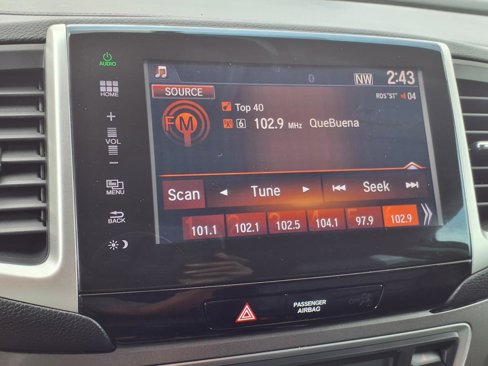 AUDIO
NW 2:43
SOURCE
RDS "ST" 04
HOME
Top 40
FM
6 102.9 MHz QueBuena
+
VOL
−
Scan Tune Seek
MENU
101.1 102.1 102.5 104.1 97.9 102.9
BACK
PASSENGER
AIRBAG